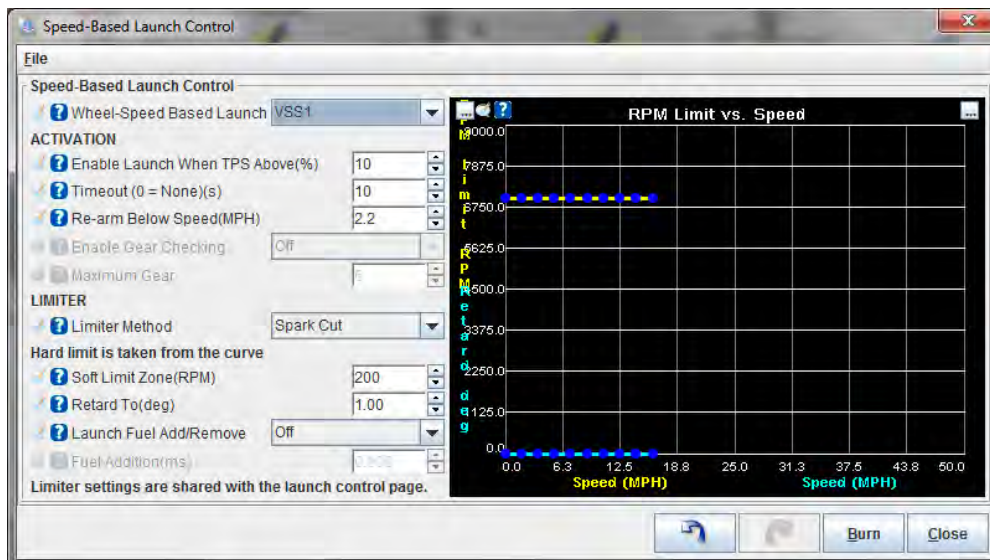 Speed-Based Launch Control
File
Speed-Based Launch Control
Wheel-Speed Based Launch VSS1
ACTIVATION
Enable Launch When TPS Above(%) 10
Timeout (0 = None)(s) 10
Re-arm Below Speed(MPH) 2.2
Enable Gear Checking Off
Maximum Gear
LIMITER
Limiter Method Spark Cut
Hard limit is taken from the curve
Soft Limit Zone(RPM) 200
Retard To(deg) 1.00
Launch Fuel Add/Remove Off
Fuel Addition(ms)
Limiter settings are shared with the launch control page.
RPM Limit vs. Speed
RPM Limit RPM
Retard deg
9000.0
7875.0
6750.0
5625.0
4500.0
3375.0
2250.0
1125.0
0.0
0.0 6.3 12.5 18.8 25.0 31.3 37.5 43.8 50.0
Speed (MPH) Speed (MPH)
Burn Close